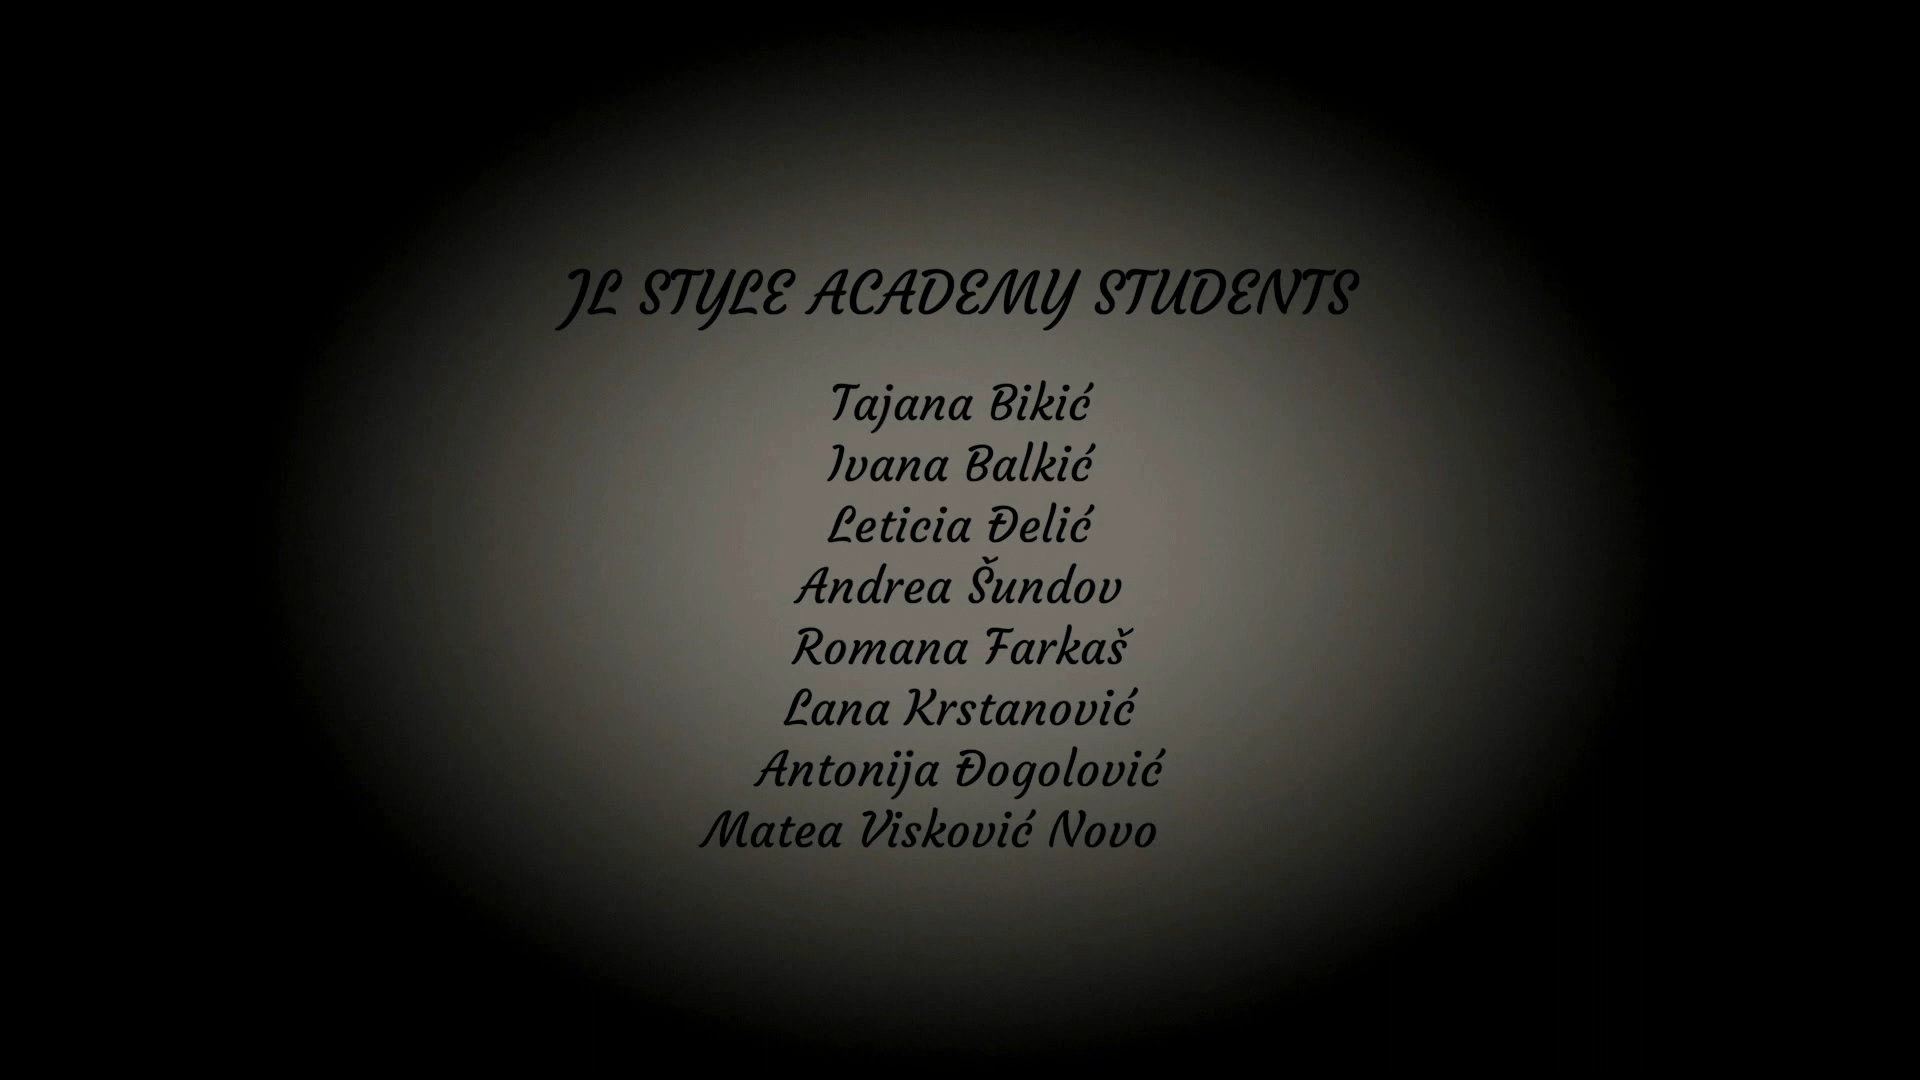 JL STYLE ACADEMY STUDENTS
Tajana Bikić
Ivana Balkić
Leticia Đelić
Andrea Šundov
Romana Farkaš
Lana Krstanović
Antonija Đogolović
Matea Visković Novo